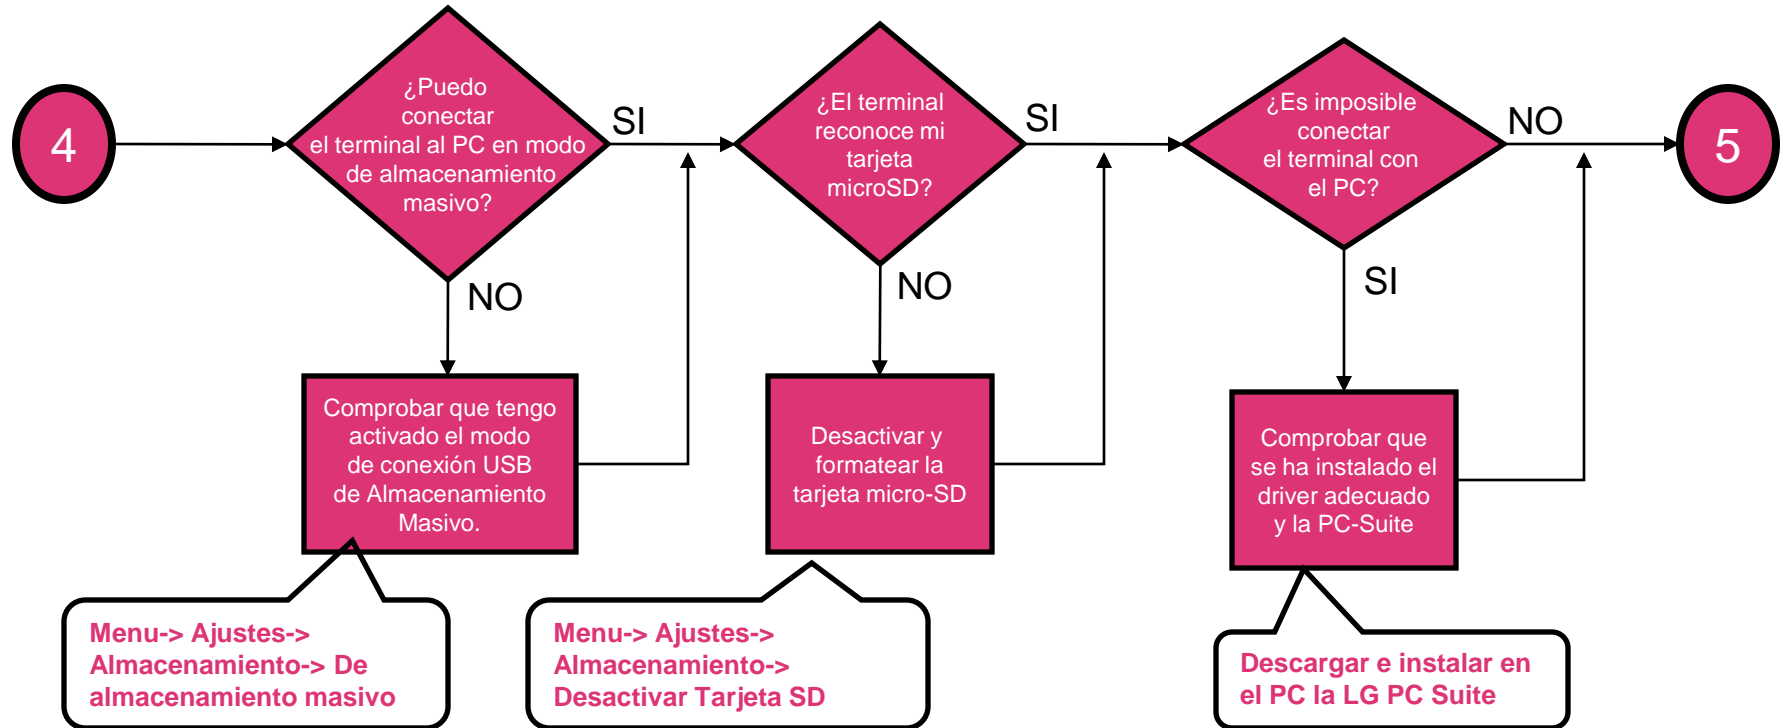 4
¿Puedo
conectar
el terminal al PC en modo
de almacenamiento
masivo?
SI
NO
Comprobar que tengo
activado el modo
de conexión USB
de Almacenamiento
Masivo.
Menu-> Ajustes->
Almacenamiento-> De
almacenamiento masivo
¿El terminal
reconoce mi
tarjeta
microSD?
SI
NO
Desactivar y
formatear la
tarjeta micro-SD
Menu-> Ajustes->
Almacenamiento->
Desactivar Tarjeta SD
¿Es imposible
conectar
el terminal con
el PC?
NO
SI
Comprobar que
se ha instalado el
driver adecuado
y la PC-Suite
Descargar e instalar en
el PC la LG PC Suite
5